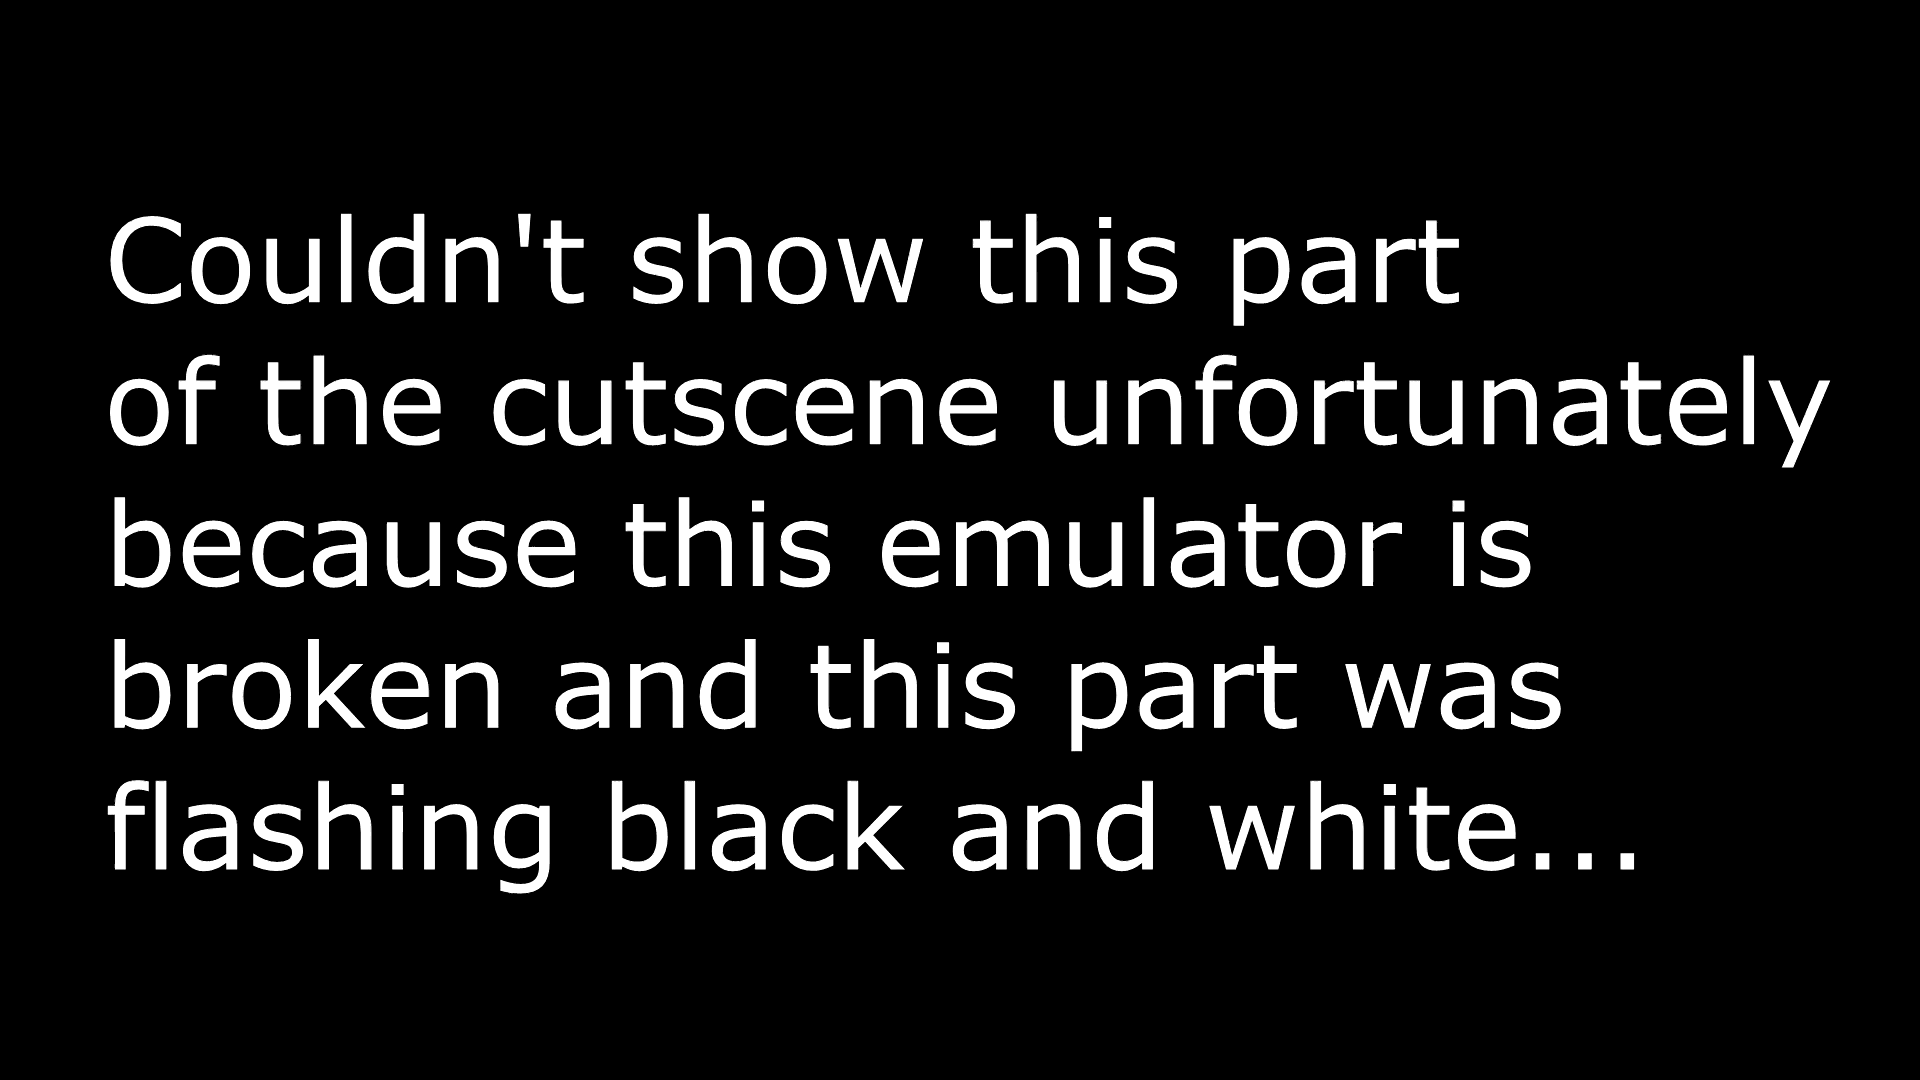 Couldn't show this part
of the cutscene unfortunately
because this emulator is
broken and this part was
flashing black and white...